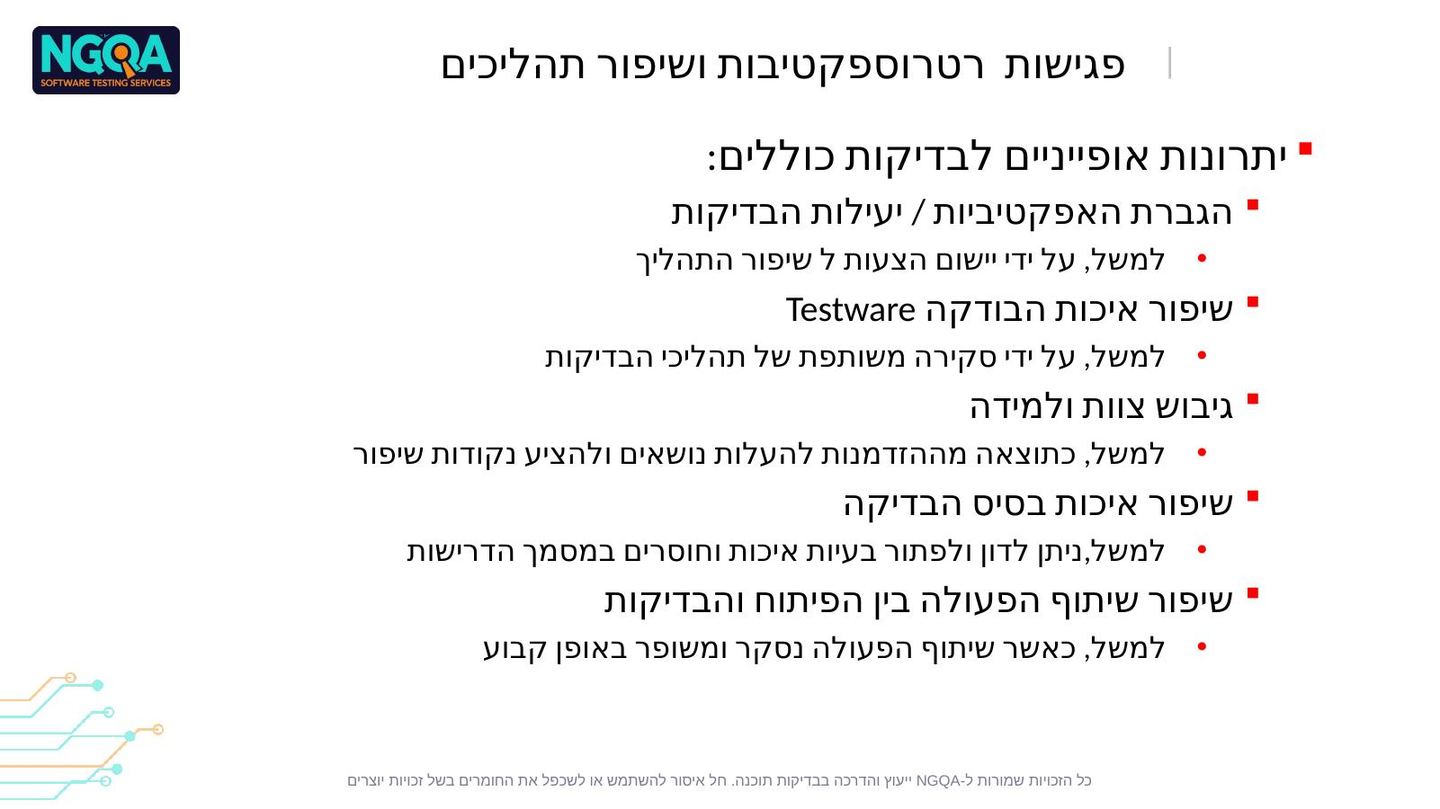 NGQA
SOFTWARE TESTING SERVICES
פגישות רטרוספקטיבות ושיפור תהליכים
יתרונות אופייניים לבדיקות כוללים:
הגברת האפקטיביות / יעילות הבדיקות
למשל, על ידי יישום הצעות ל שיפור התהליך
שיפור איכות הבודקה Testware
למשל, על ידי סקירה משותפת של תהליכי הבדיקות
גיבוש צוות ולמידה
למשל, כתוצאה מההזדמנות להעלות נושאים ולהציע נקודות שיפור
שיפור איכות בסיס הבדיקה
למשל,ניתן לדון ולפתור בעיות איכות וחוסרים במסמך הדרישות
שיפור שיתוף הפעולה בין הפיתוח והבדיקות
למשל, כאשר שיתוף הפעולה נסקר ומשופר באופן קבוע
כל הזכויות שמורות ל-NGQA ייעוץ והדרכה בבדיקות תוכנה. חל איסור להשתמש או לשכפל את החומרים בשל זכויות יוצרים